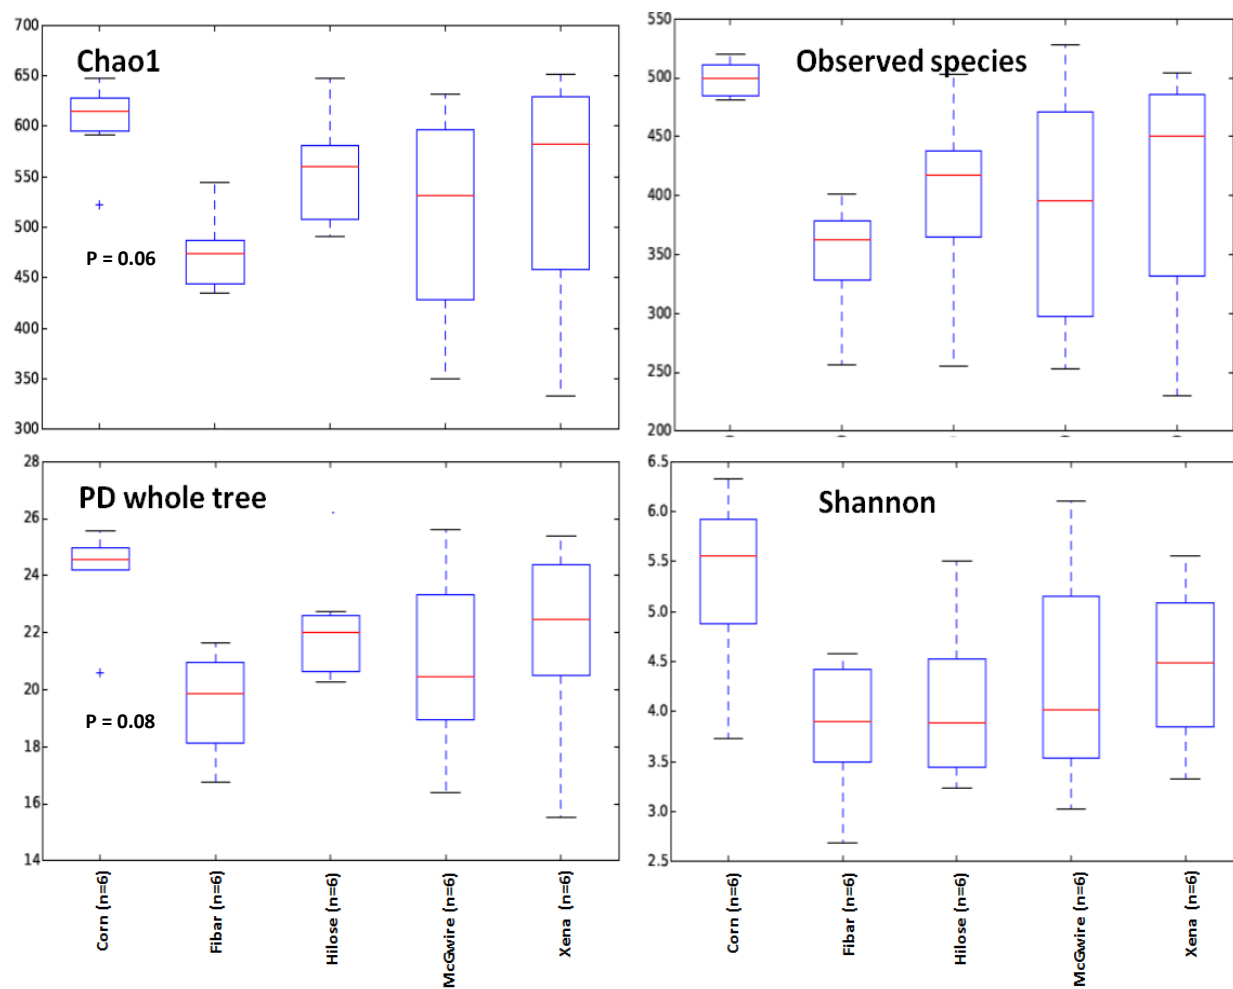 Chao1
700
650
600
550
500
450
400
350
300
P = 0.06
Observed species
550
500
450
400
350
300
250
200
PD whole tree
28
26
24
22
20
18
16
14
P = 0.08
Shannon
6.5
6.0
5.5
5.0
4.5
4.0
3.5
3.0
2.5
Corn (n=6)
Fibar (n=6)
Hilose (n=6)
McGwire (n=6)
Xena (n=6)
Corn (n=6)
Fibar (n=6)
Hilose (n=6)
McGwire (n=6)
Xena (n=6)